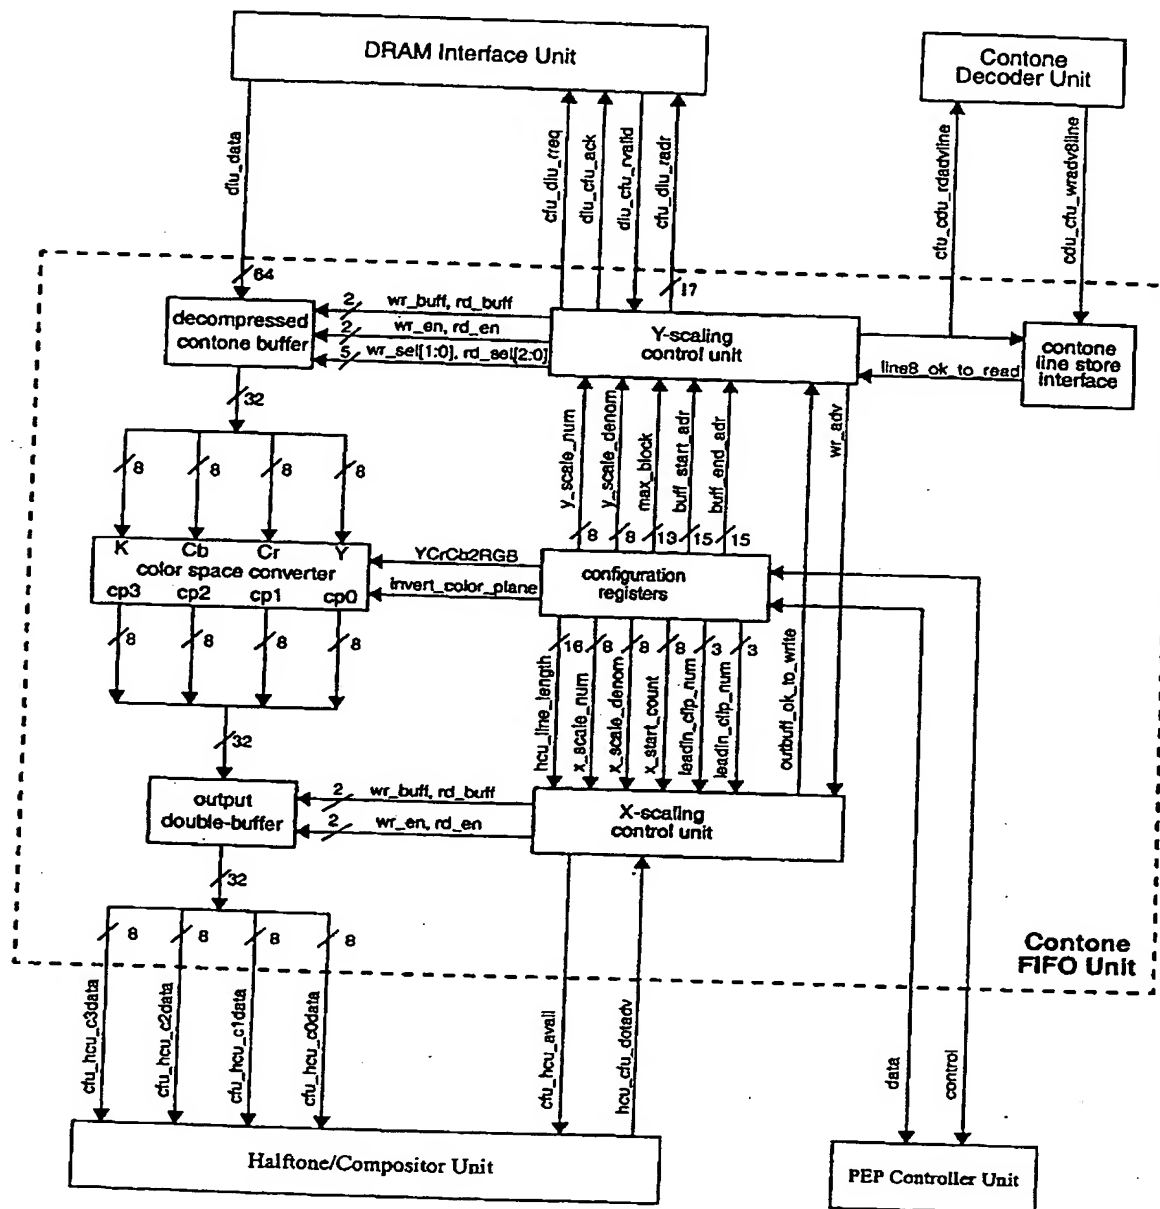 DRAM Interface Unit
Contone
Decoder Unit
diu_data
cfu_diu_rreq
diu_cfu_ack
diu_cfu_rvalid
cfu_diu_radr
cfu_cdu_rdadvline
cdu_cfu_wradv8line
64
17
decompressed
contone buffer
2
wr_buff, rd_buff
2
wr_en, rd_en
5
wr_sel[1:0], rd_sel[2:0]
Y-scaling
control unit
line8_ok_to_read
contone
line store
interface
32
8
8
8
8
y_scale_num
y_scale_denom
max_block
buff_start_adr
buff_end_adr
wr_adv
8
8
13
15
15
K
Cb
Cr
Y
color space converter
cp3
cp2
cp1
cp0
YCrCb2RGB
invert_color_plane
configuration
registers
8
8
8
8
16
8
8
8
3
3
hcu_line_length
x_scale_num
x_scale_denom
x_start_count
leadin_clip_num
leadin_clip_num
outbuff_ok_to_write
32
output
double-buffer
2
wr_buff, rd_buff
2
wr_en, rd_en
X-scaling
control unit
32
8
8
8
8
Contone
FIFO Unit
cfu_hcu_c3data
cfu_hcu_c2data
cfu_hcu_c1data
cfu_hcu_c0data
cfu_hcu_avail
hcu_cfu_dotadv
data
control
Halftone/Compositor Unit
PEP Controller Unit